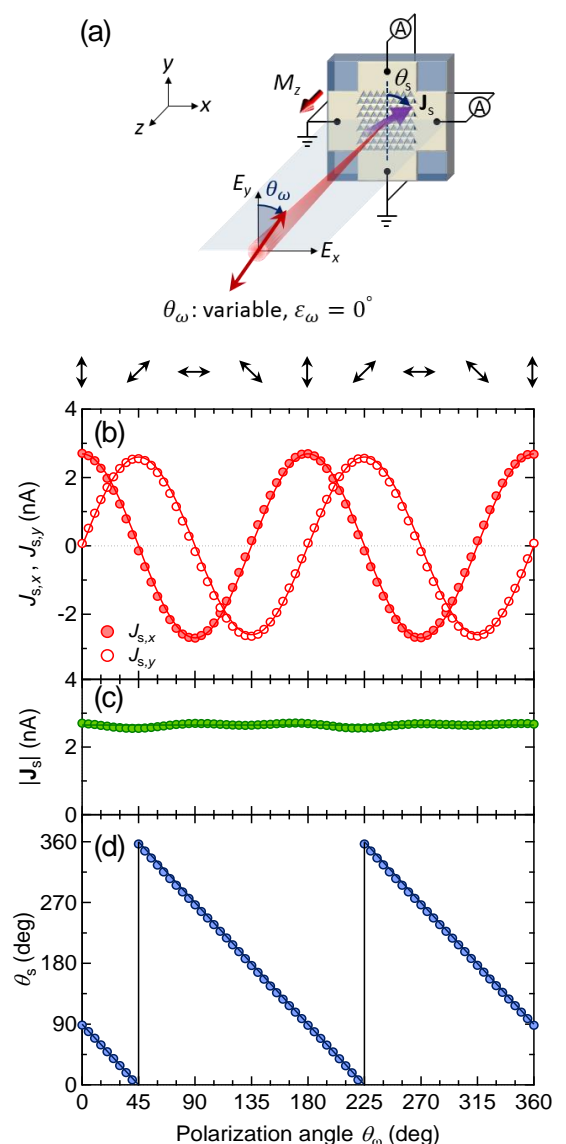 (a)
A
y
x
z
M_z
θ_s
J_s
A
E_y
θ_ω
E_x
θ_ω: variable, ε_ω = 0°
(b)
4
2
0
-2
4
J_s,x , J_s,y (nA)
J_s,x
J_s,y
(c)
2
0
|J_s| (nA)
(d)
360
270
180
90
0
θ_s (deg)
0 45 90 135 180 225 270 315 360
Polarization angle θ_ω (deg)